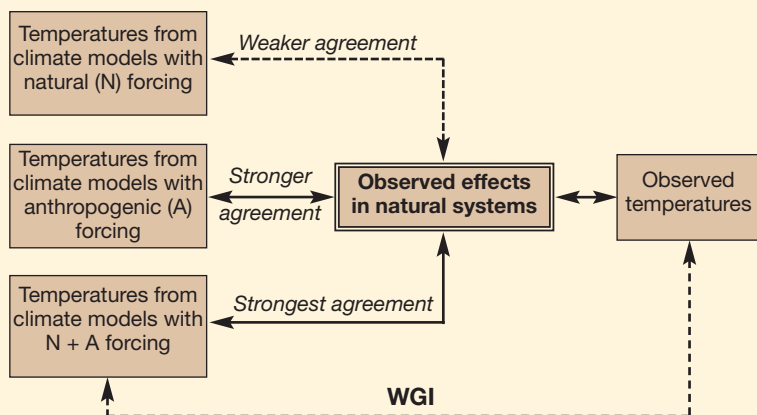 Temperatures from
climate models with
natural (N) forcing
Weaker agreement
Temperatures from
climate models with
anthropogenic (A)
forcing
Stronger
agreement
Observed effects
in natural systems
Observed
temperatures
Temperatures from
climate models with
N + A forcing
Strongest agreement
WGI